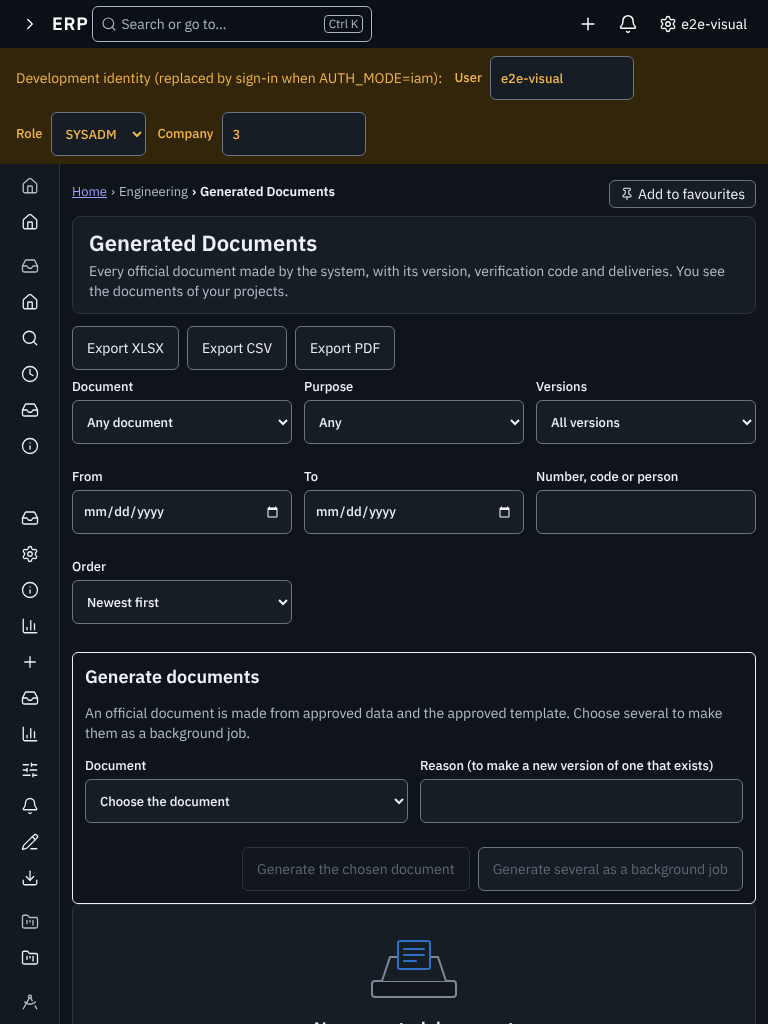 ERP
Search or go to...
Ctrl K
e2e-visual
Development identity (replaced by sign-in when AUTH_MODE=iam):
User
e2e-visual
Role
SYSADM
Company
3
Home › Engineering › Generated Documents
Add to favourites
Generated Documents
Every official document made by the system, with its version, verification code and deliveries. You see
the documents of your projects.
Export XLSX
Export CSV
Export PDF
Document
Purpose
Versions
Any document
Any
All versions
From
To
Number, code or person
mm/dd/yyyy
mm/dd/yyyy
Order
Newest first
Generate documents
An official document is made from approved data and the approved template. Choose several to make
them as a background job.
Document
Reason (to make a new version of one that exists)
Choose the document
Generate the chosen document
Generate several as a background job